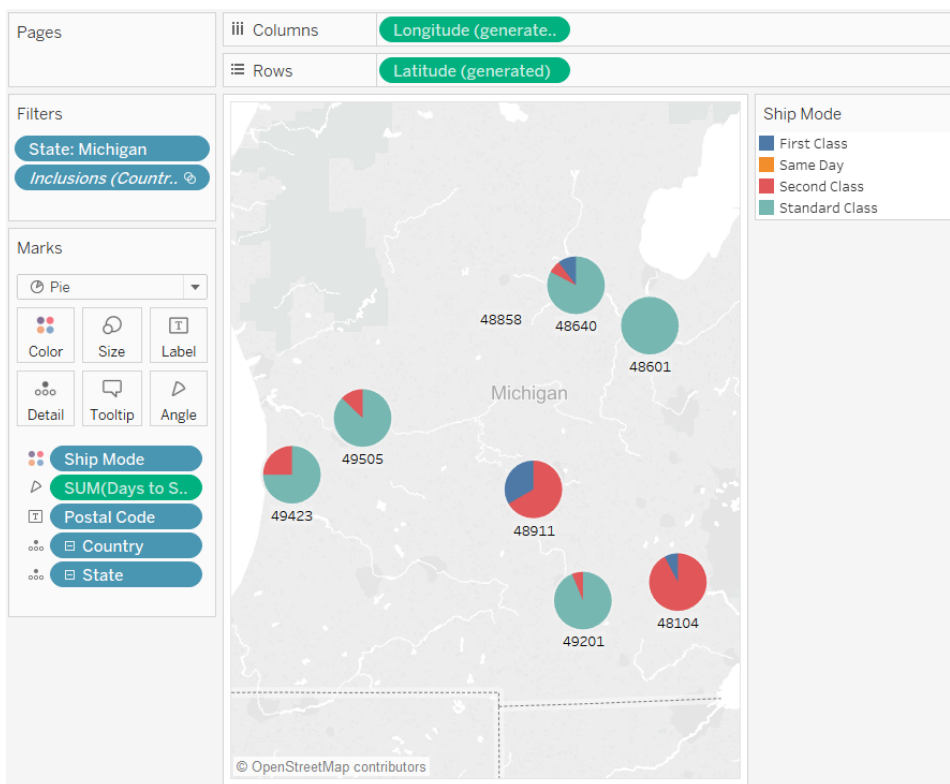 Pages
Columns
Longitude (generate..
Rows
Latitude (generated)
Filters
State: Michigan
Inclusions (Countr..
Marks
Pie
Color
Size
Label
Detail
Tooltip
Angle
Ship Mode
SUM(Days to S..
Postal Code
Country
State
48858
48640
48601
Michigan
49505
49423
48911
48104
49201
© OpenStreetMap contributors
Ship Mode
First Class
Same Day
Second Class
Standard Class